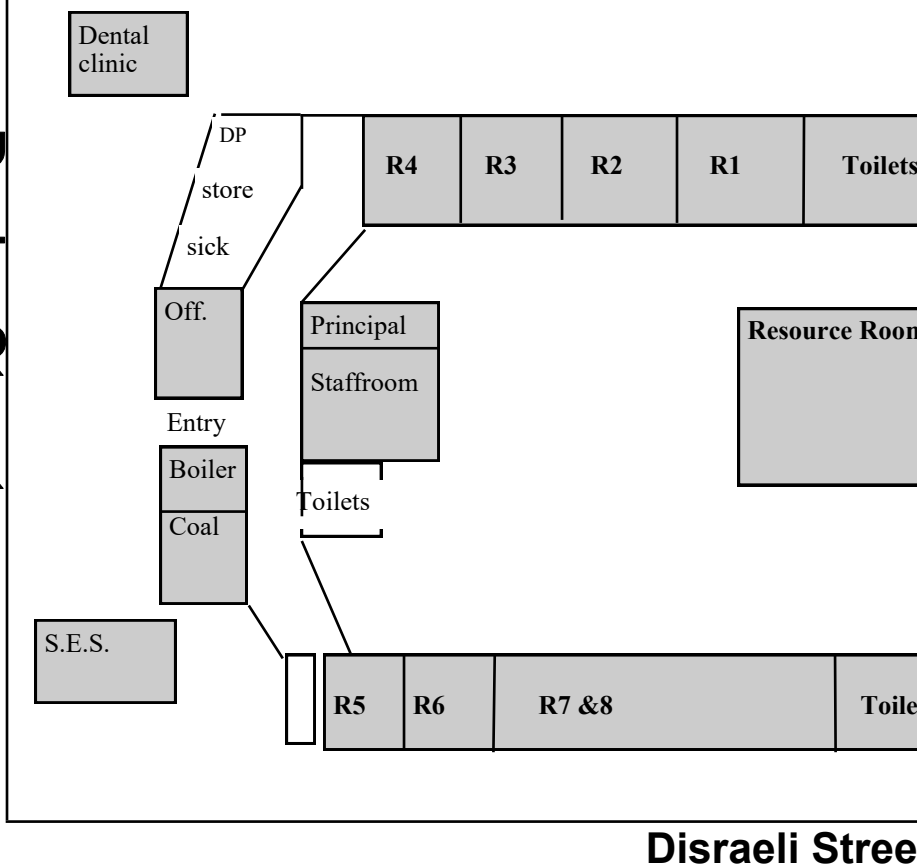 Dental
clinic
DP
store
sick
R4
R3
R2
R1
Toilets
Off.
Principal
Staffroom
Resource Room
Entry
Boiler
Coal
Toilets
S.E.S.
R5
R6
R7 &8
Toile
Disraeli Stree